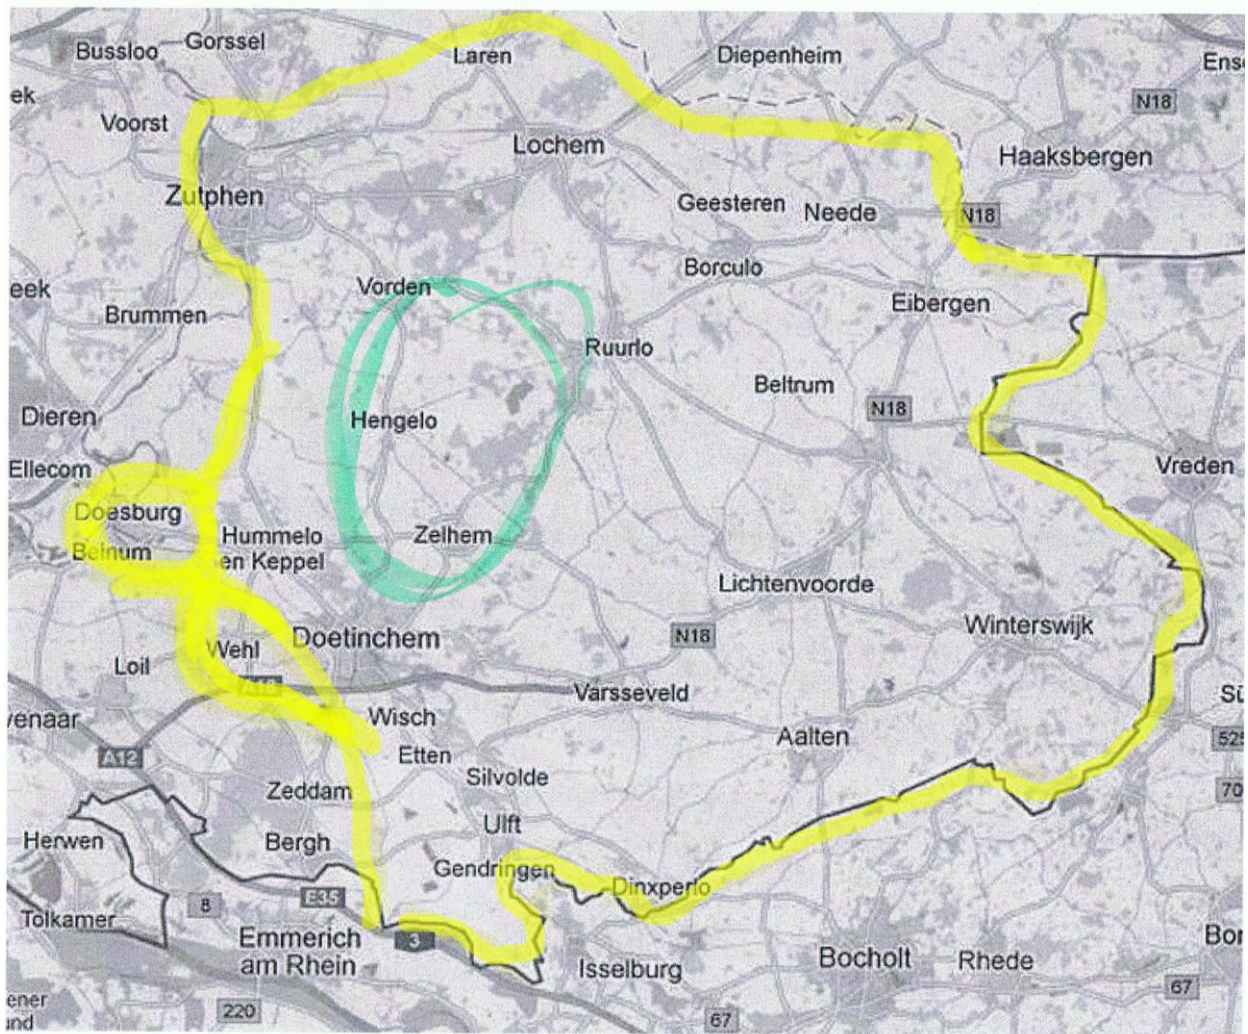 Bussloo
Gorssel
Laren
Diepenheim
N18
Voorst
Lochem
Haaksbergen
Zutphen
Geesteren
Neede
N18
Borculo
Vorden
Eibergen
Brummen
Ruurlo
Beltrum
N18
Dieren
Hengelo
Ellecom
Vreden
Doesburg
Hummelo
en Keppel
Zelhem
Beinum
Lichtenvoorde
Winterswijk
Doetinchem
N18
Wehl
Loil
A18
Varsseveld
Wisch
Aalten
Etten
A12
Silvolde
Zeddam
Ulft
Herwen
Bergh
Gendringen
Dinxperlo
E35
8
Tolkamer
Emmerich
am Rhein
3
Isselburg
Bocholt
Rhede
67
220
67